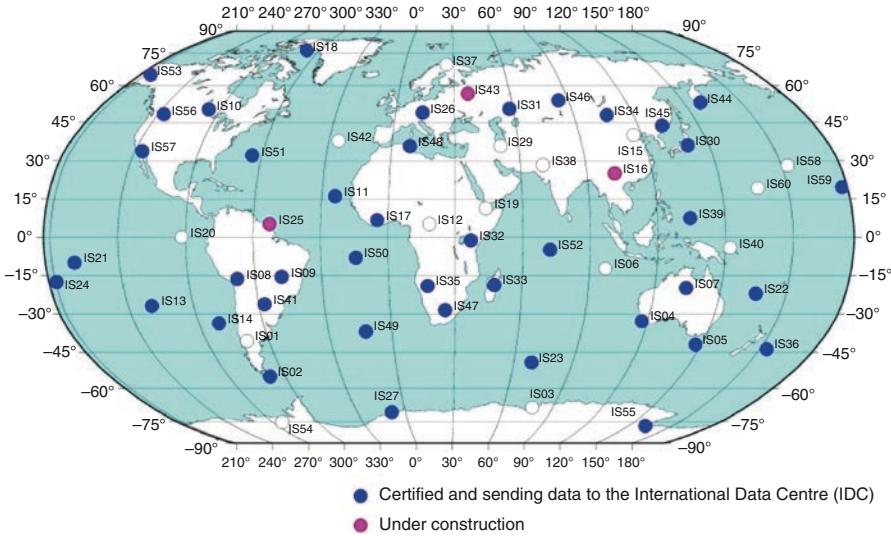 210° 240° 270° 300° 330° 0° 30° 60° 90° 120° 150° 180°
90° 90°
75° 75°
60° 60°
45° 45°
30° 30°
15° 15°
0° 0°
–15° –15°
–30° –30°
–45° –45°
–60° –60°
–75° –75°
–90° –90°
IS18
IS37
IS53
IS43
IS56 IS10 IS26 IS31 IS46 IS34 IS45 IS44
IS57 IS51 IS42 IS48 IS29 IS15 IS30
IS38 IS16 IS58
IS11 IS60 IS59
IS25 IS17 IS12 IS19 IS39
IS20 IS32 IS40
IS21 IS50 IS52 IS06
IS24 IS08 IS09 IS35 IS33 IS07 IS22
IS13 IS41 IS47
IS14 IS49 IS04
IS01 IS05 IS36
IS02 IS23
IS27 IS03 IS55
IS54
210° 240° 270° 300° 330° 0° 30° 60° 90° 120° 150° 180°
Certified and sending data to the International Data Centre (IDC)
Under construction